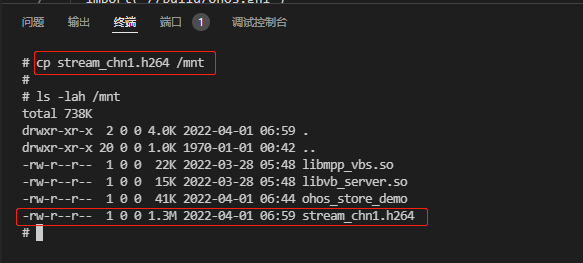 import("//build/ohos.gni")
问题 输出 终端 端口 1 调试控制台
# cp stream_chn1.h264 /mnt
#
# ls -lah /mnt
total 738K
drwxr-xr-x  2 0 0 4.0K 2022-04-01 06:59 .
drwxr-xr-x 20 0 0 1.0K 1970-01-01 00:42 ..
-rw-r--r--  1 0 0  22K 2022-03-28 05:48 libmpp_vbs.so
-rw-r--r--  1 0 0  15K 2022-03-28 05:48 libvb_server.so
-rw-r--r--  1 0 0  41K 2022-04-01 06:44 ohos_store_demo
-rw-r--r--  1 0 0 1.3M 2022-04-01 06:59 stream_chn1.h264
#